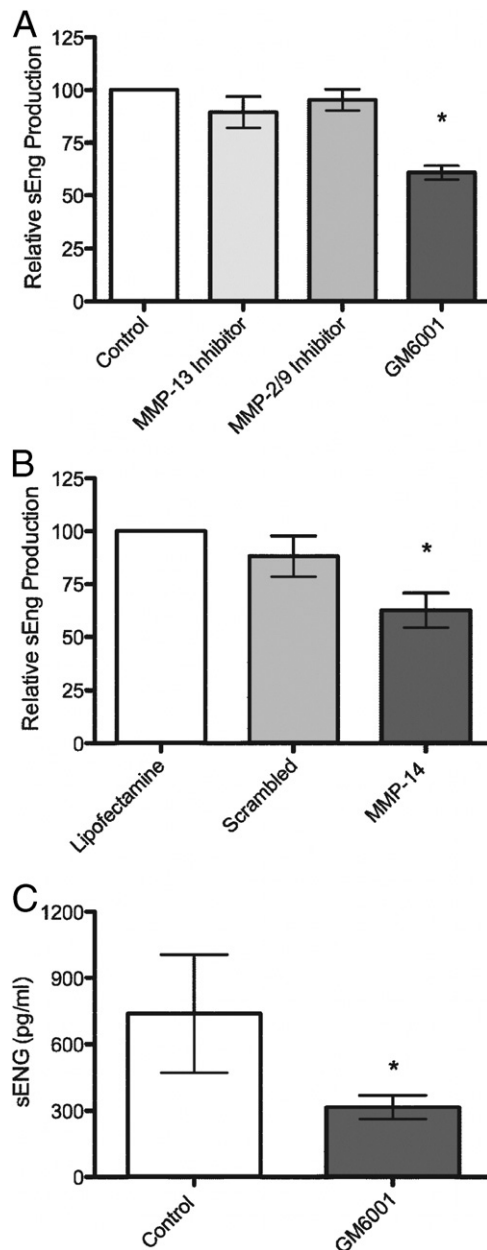 A
Relative sEng Production
125
100
75
50
25
0
*
Control
MMP-13 Inhibitor
MMP-2/9 Inhibitor
GM6001
B
Relative sEng Production
125
100
75
50
25
0
*
Lipofectamine
Scrambled
MMP-14
C
sENG (pg/ml)
1200
900
600
300
0
*
Control
GM6001